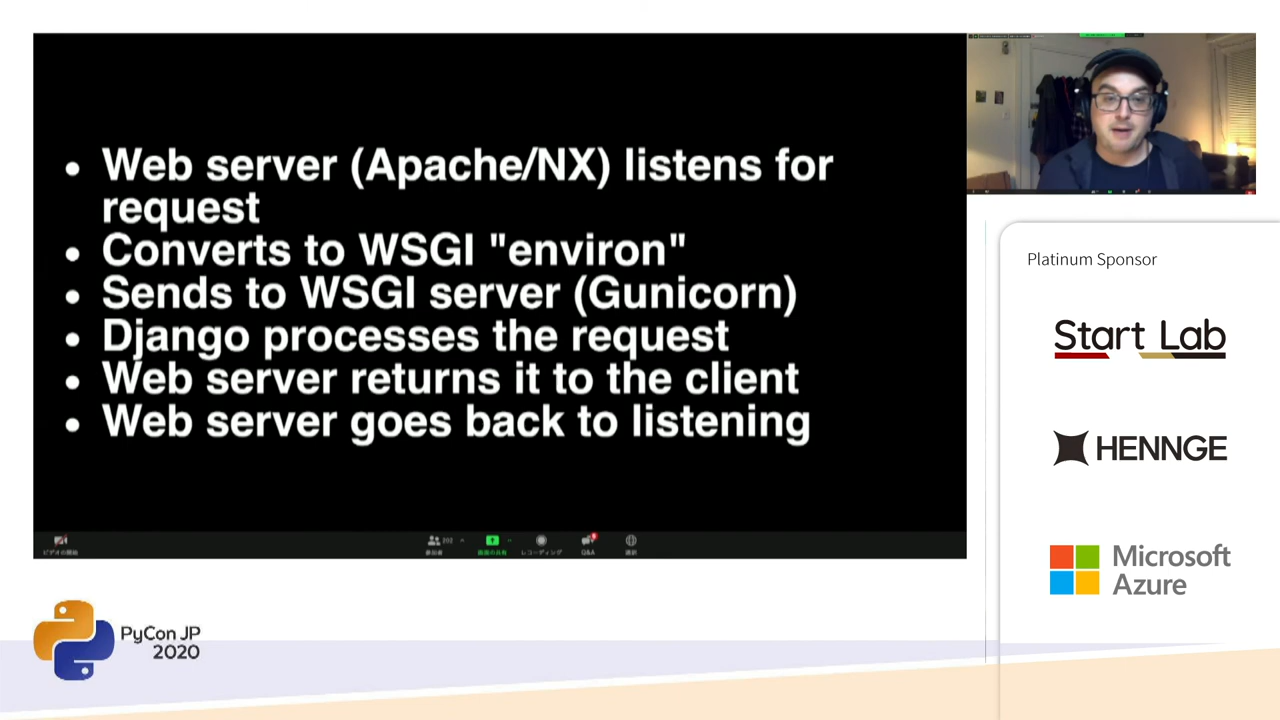 • Web server (Apache/NX) listens for
request
• Converts to WSGI "environ"
• Sends to WSGI server (Gunicorn)
• Django processes the request
• Web server returns it to the client
• Web server goes back to listening
ビデオの開始
参加者 202
画面の共有
レコーディング
Q&A
通訳
Platinum Sponsor
Start Lab
HENNGE
Microsoft
Azure
PyCon JP
2020